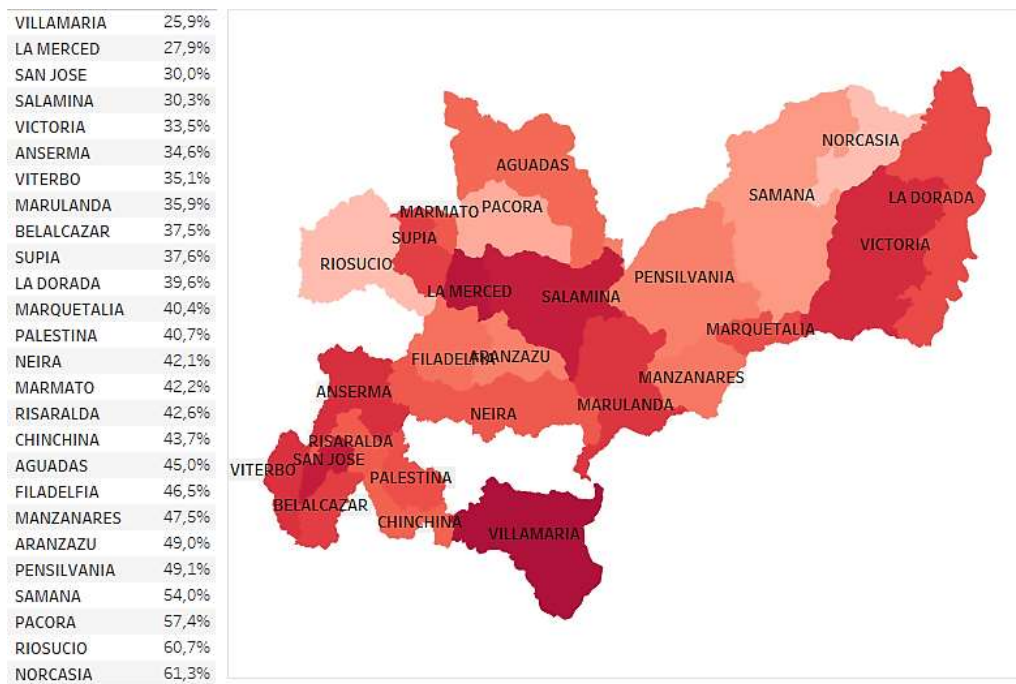 VILLAMARIA 25,9%
LA MERCED 27,9%
SAN JOSE 30,0%
SALAMINA 30,3%
VICTORIA 33,5%
ANSERMA 34,6%
VITERBO 35,1%
MARULANDA 35,9%
BELALCAZAR 37,5%
SUPIA 37,6%
LA DORADA 39,6%
MARQUETALIA 40,4%
PALESTINA 40,7%
NEIRA 42,1%
MARMATO 42,2%
RISARALDA 42,6%
CHINCHINA 43,7%
AGUADAS 45,0%
FILADELFIA 46,5%
MANZANARES 47,5%
ARANZAZU 49,0%
PENSILVANIA 49,1%
SAMANA 54,0%
PACORA 57,4%
RIOSUCIO 60,7%
NORCASIA 61,3%
NORCASIA
AGUADAS
SAMANA
LA DORADA
MARMATO
PACORA
SUPIA
VICTORIA
RIOSUCIO
PENSILVANIA
LA MERCED
SALAMINA
MARQUETALIA
FILADELFIA
ARANZAZU
MANZANARES
ANSERMA
MARULANDA
NEIRA
RISARALDA
SAN JOSE
VITERBO
PALESTINA
BELALCAZAR
CHINCHINA
VILLAMARIA